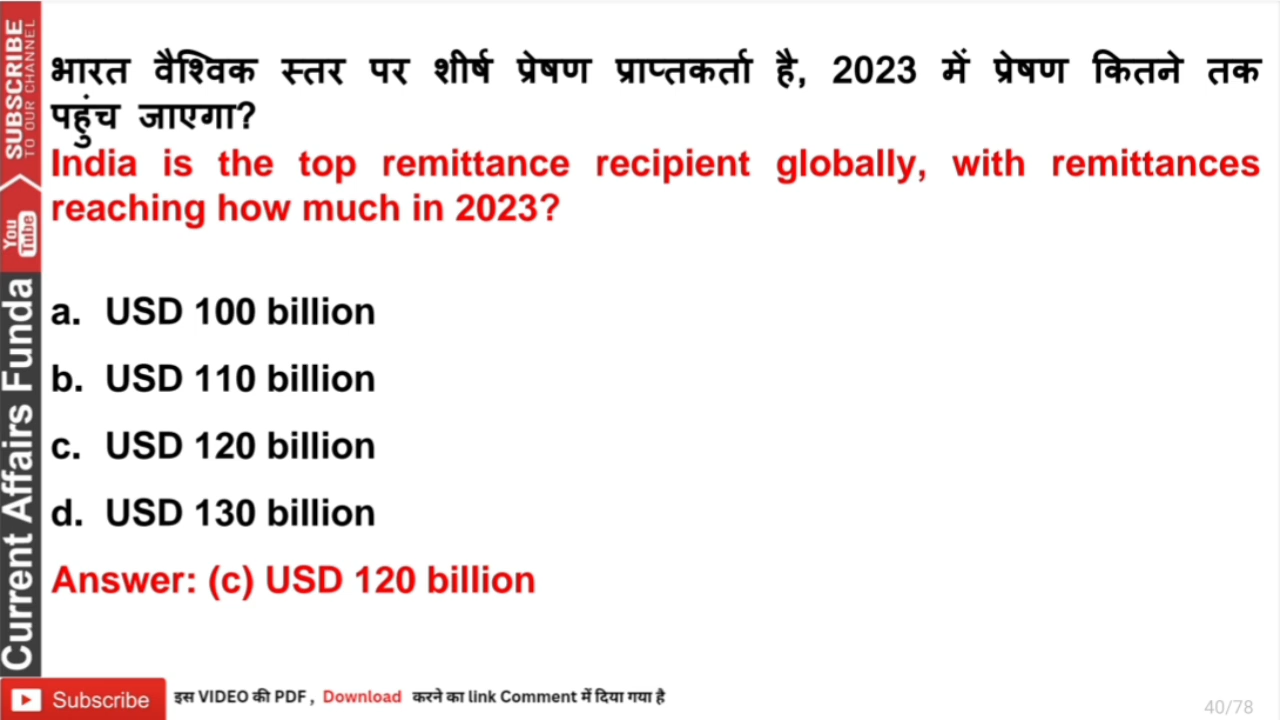 भारत वैश्विक स्तर पर शीर्ष प्रेषण प्राप्तकर्ता है, 2023 में प्रेषण कितने तक
पहुंच जाएगा?
India is the top remittance recipient globally, with remittances
reaching how much in 2023?
a. USD 100 billion
b. USD 110 billion
c. USD 120 billion
d. USD 130 billion
Answer: (c) USD 120 billion
SUBSCRIBE
TO OUR CHANNEL
You
Tube
Current Affairs Funda
Subscribe
इस VIDEO की PDF , Download करने का link Comment में दिया गया है
40/78